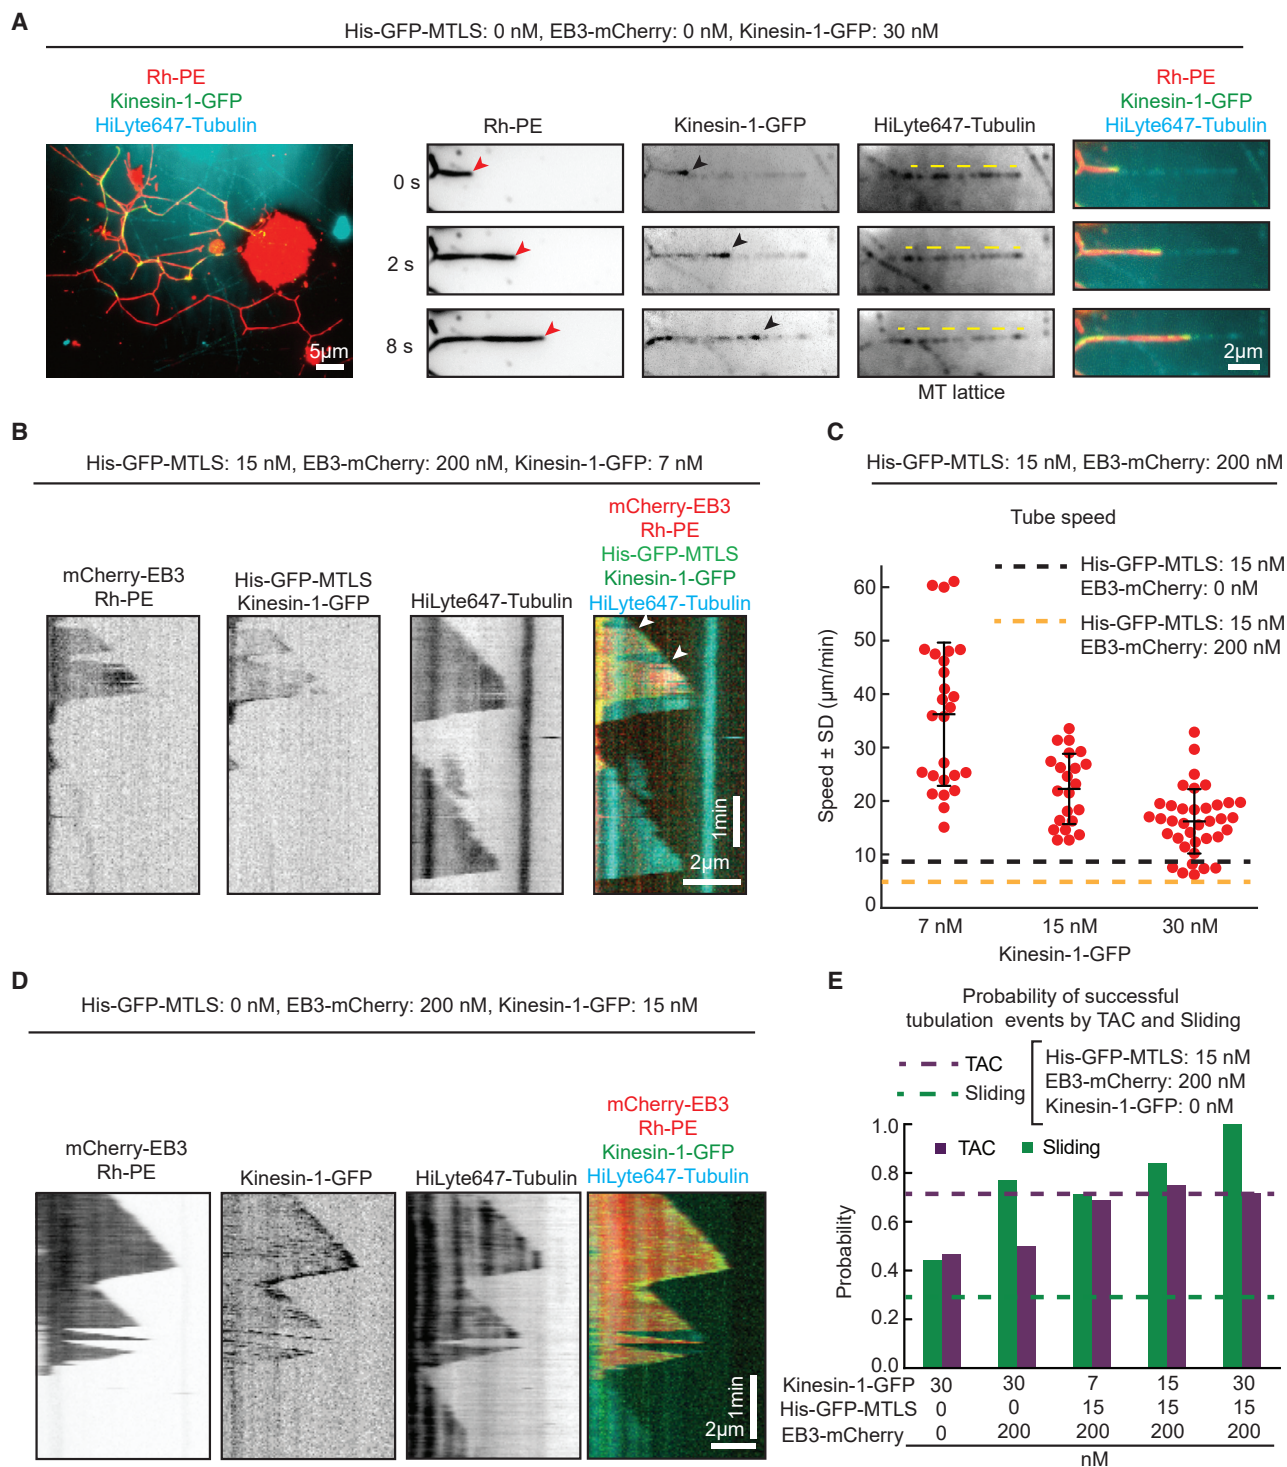 A
His-GFP-MTLS: 0 nM, EB3-mCherry: 0 nM, Kinesin-1-GFP: 30 nM
Rh-PE
Kinesin-1-GFP
HiLyte647-Tubulin
Rh-PE
Kinesin-1-GFP
HiLyte647-Tubulin
Rh-PE
Kinesin-1-GFP
HiLyte647-Tubulin
0 s
2 s
8 s
5µm
2µm
MT lattice
B
His-GFP-MTLS: 15 nM, EB3-mCherry: 200 nM, Kinesin-1-GFP: 7 nM
mCherry-EB3
Rh-PE
His-GFP-MTLS
Kinesin-1-GFP
HiLyte647-Tubulin
mCherry-EB3
Rh-PE
His-GFP-MTLS
Kinesin-1-GFP
HiLyte647-Tubulin
1min
2µm
C
His-GFP-MTLS: 15 nM, EB3-mCherry: 200 nM
Tube speed
His-GFP-MTLS: 15 nM
EB3-mCherry: 0 nM
His-GFP-MTLS: 15 nM
EB3-mCherry: 200 nM
Speed ± SD (µm/min)
60
50
40
30
20
10
0
7 nM
15 nM
30 nM
Kinesin-1-GFP
D
His-GFP-MTLS: 0 nM, EB3-mCherry: 200 nM, Kinesin-1-GFP: 15 nM
mCherry-EB3
Rh-PE
Kinesin-1-GFP
HiLyte647-Tubulin
mCherry-EB3
Rh-PE
Kinesin-1-GFP
HiLyte647-Tubulin
1min
2µm
E
Probability of successful
tubulation events by TAC and Sliding
TAC
Sliding
His-GFP-MTLS: 15 nM
EB3-mCherry: 200 nM
Kinesin-1-GFP: 0 nM
TAC
Sliding
Probability
1.0
0.8
0.6
0.4
0.2
0.0
Kinesin-1-GFP 30 30 7 15 30
His-GFP-MTLS 0 0 15 15 15
EB3-mCherry 0 200 200 200 200
nM